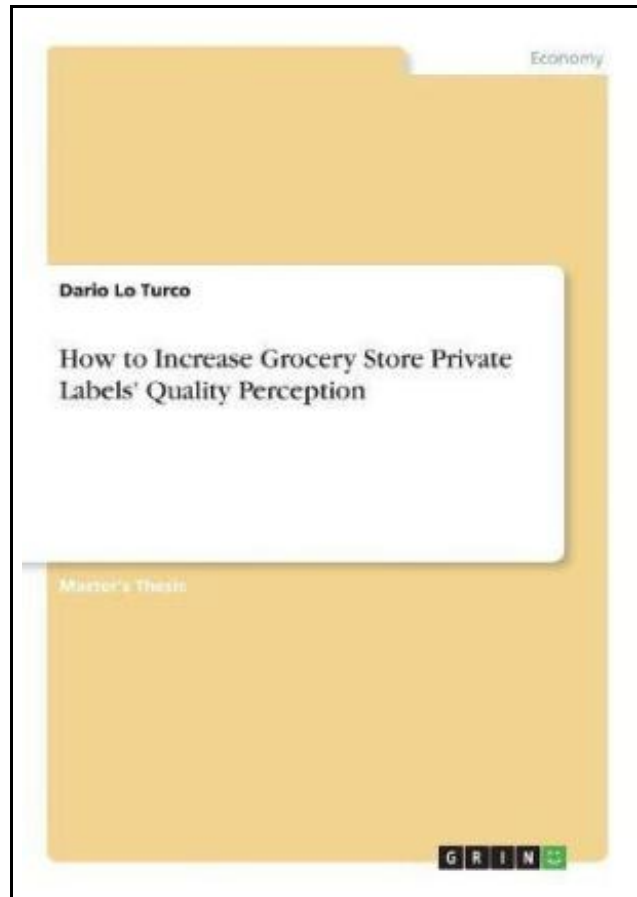 Economy
Dario Lo Turco
How to Increase Grocery Store Private
Labels' Quality Perception
Master's Thesis
GRIN